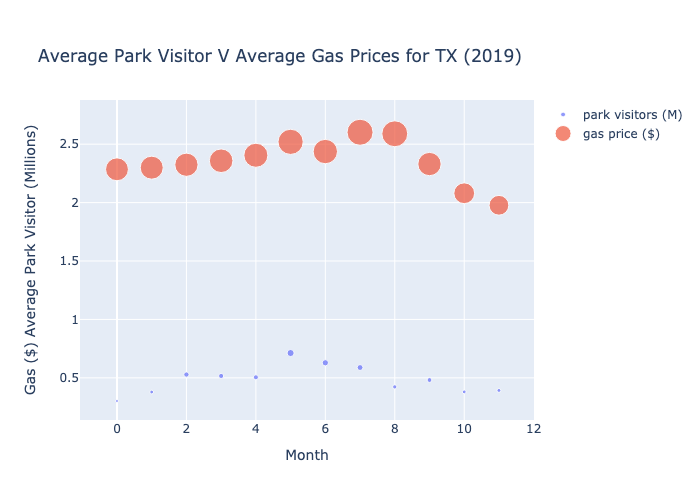 Average Park Visitor V Average Gas Prices for TX (2019)
park visitors (M)
gas price ($)
Gas ($) Average Park Visitor (Millions)
2.5
2
1.5
1
0.5
0 2 4 6 8 10 12
Month